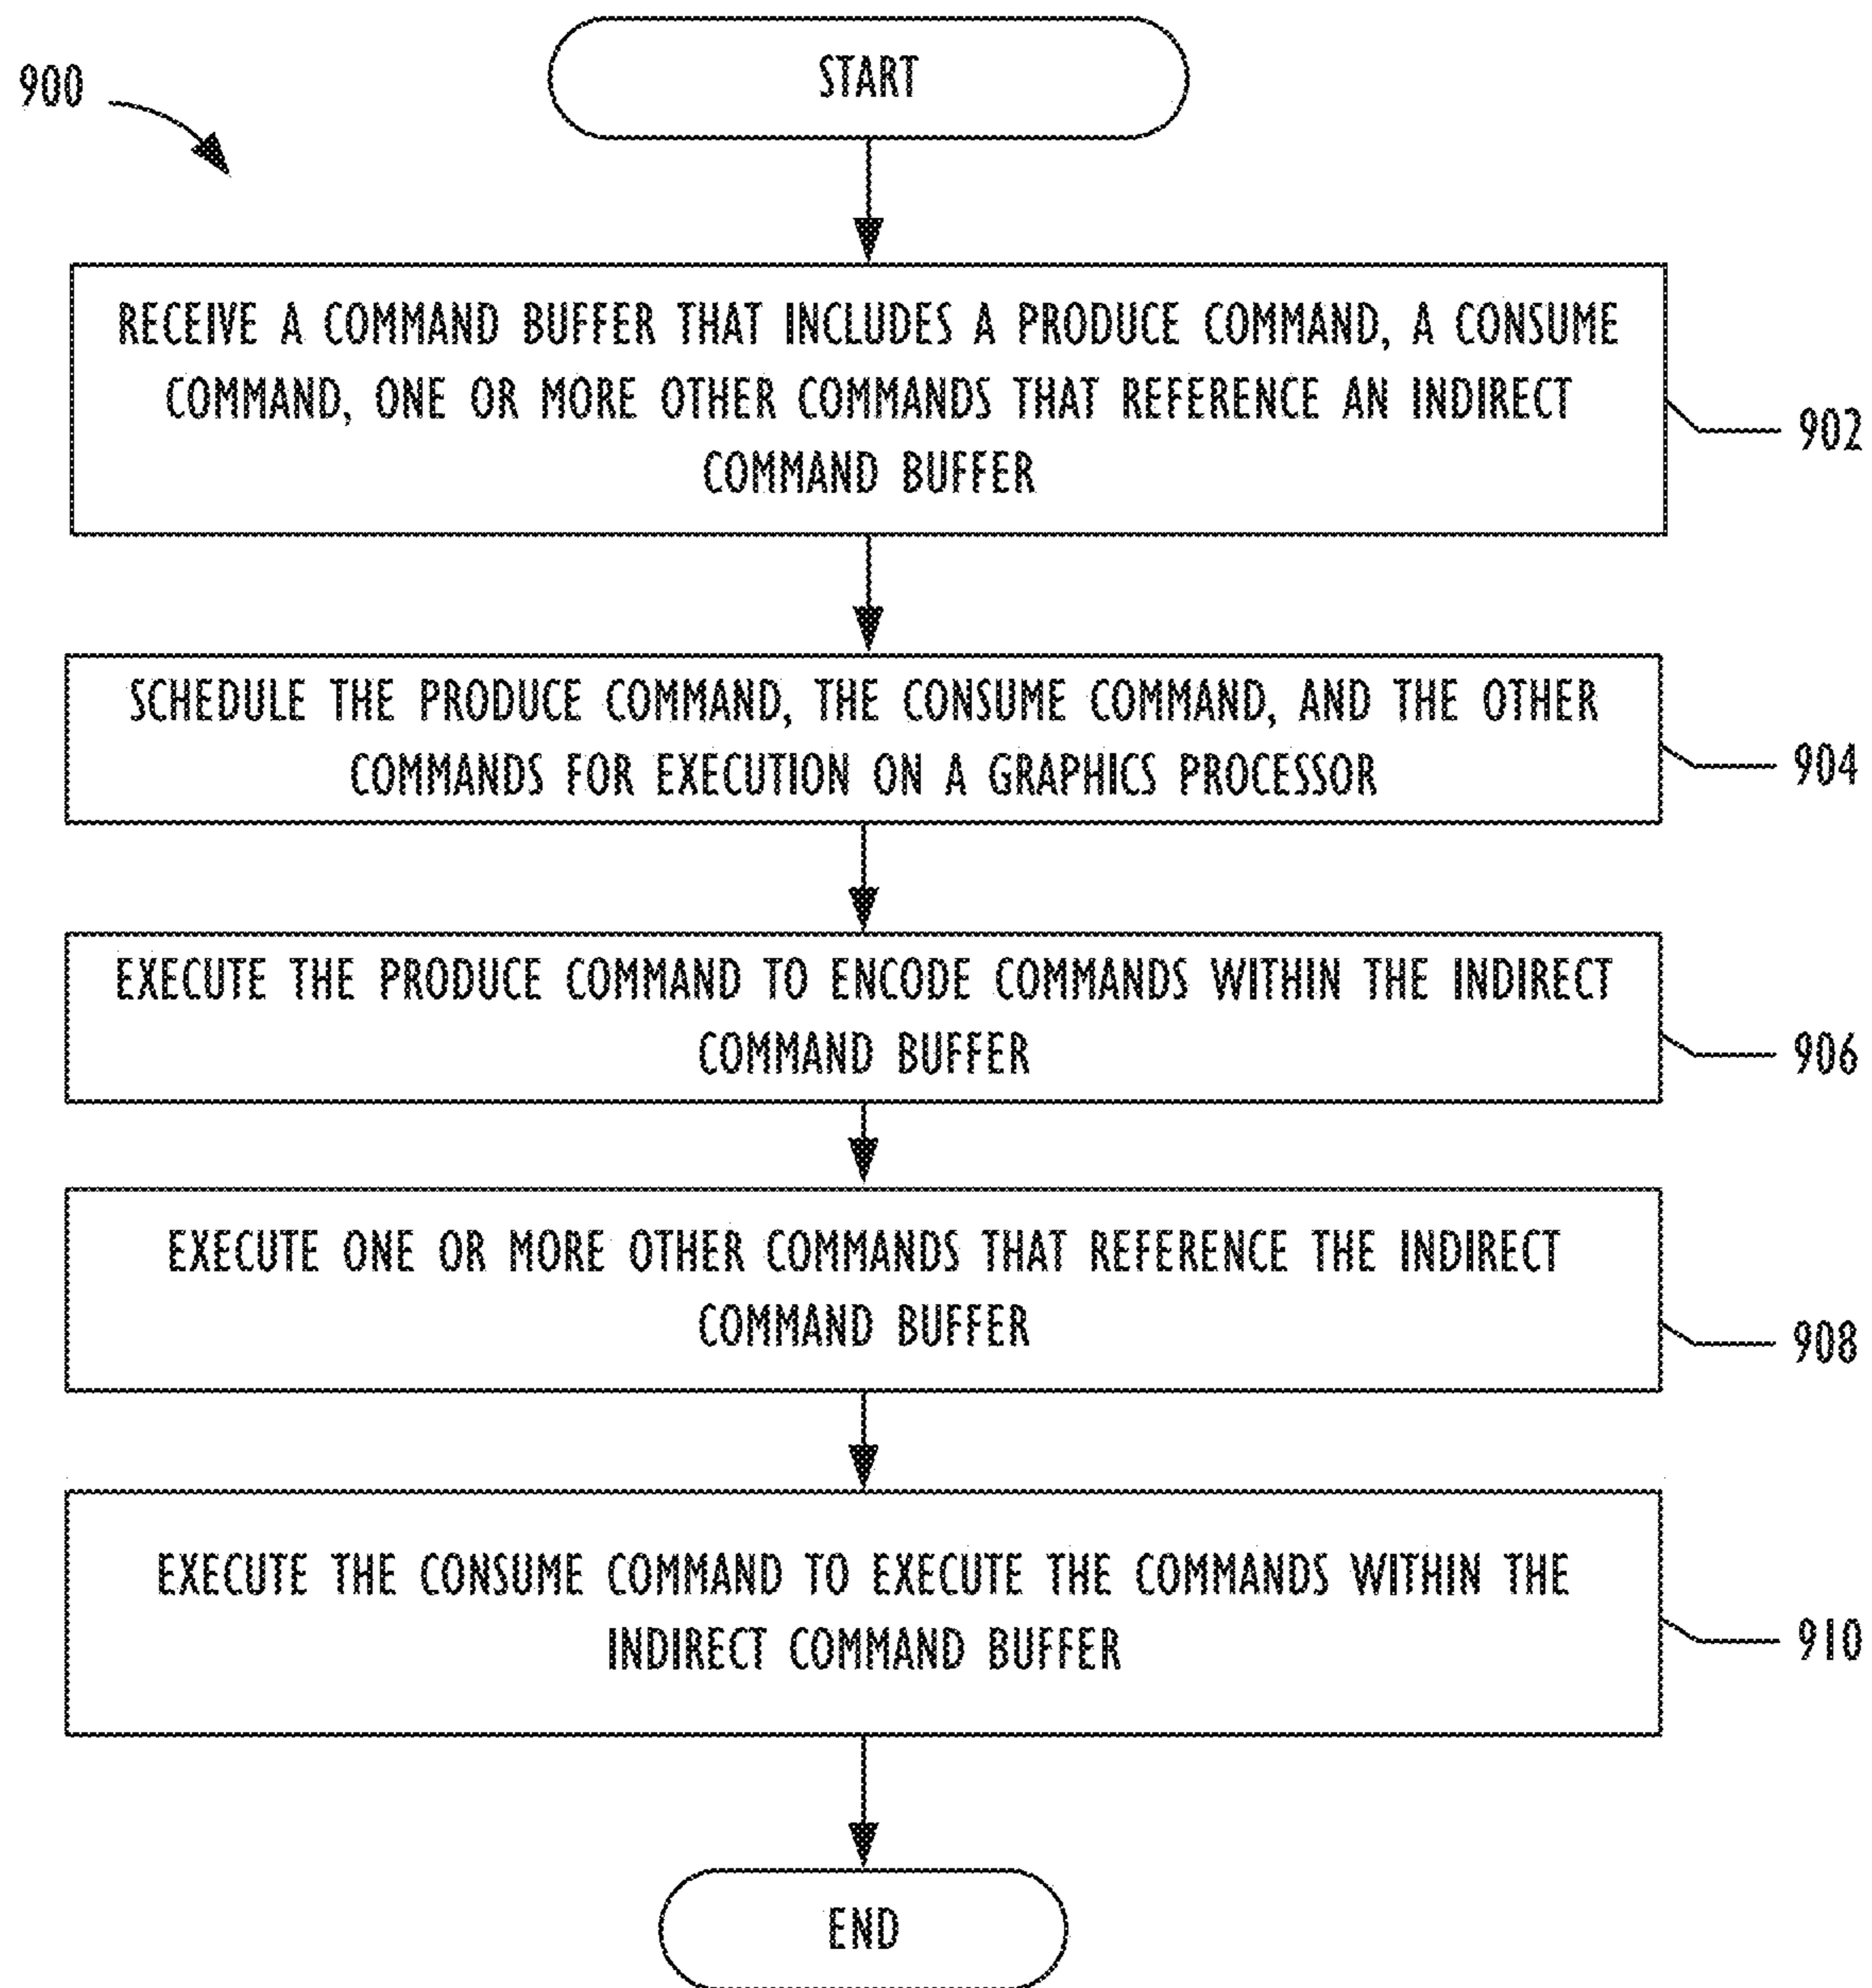 900
START
RECEIVE A COMMAND BUFFER THAT INCLUDES A PRODUCE COMMAND, A CONSUME
COMMAND, ONE OR MORE OTHER COMMANDS THAT REFERENCE AN INDIRECT
COMMAND BUFFER
902
SCHEDULE THE PRODUCE COMMAND, THE CONSUME COMMAND, AND THE OTHER
COMMANDS FOR EXECUTION ON A GRAPHICS PROCESSOR
904
EXECUTE THE PRODUCE COMMAND TO ENCODE COMMANDS WITHIN THE INDIRECT
COMMAND BUFFER
906
EXECUTE ONE OR MORE OTHER COMMANDS THAT REFERENCE THE INDIRECT
COMMAND BUFFER
908
EXECUTE THE CONSUME COMMAND TO EXECUTE THE COMMANDS WITHIN THE
INDIRECT COMMAND BUFFER
910
END